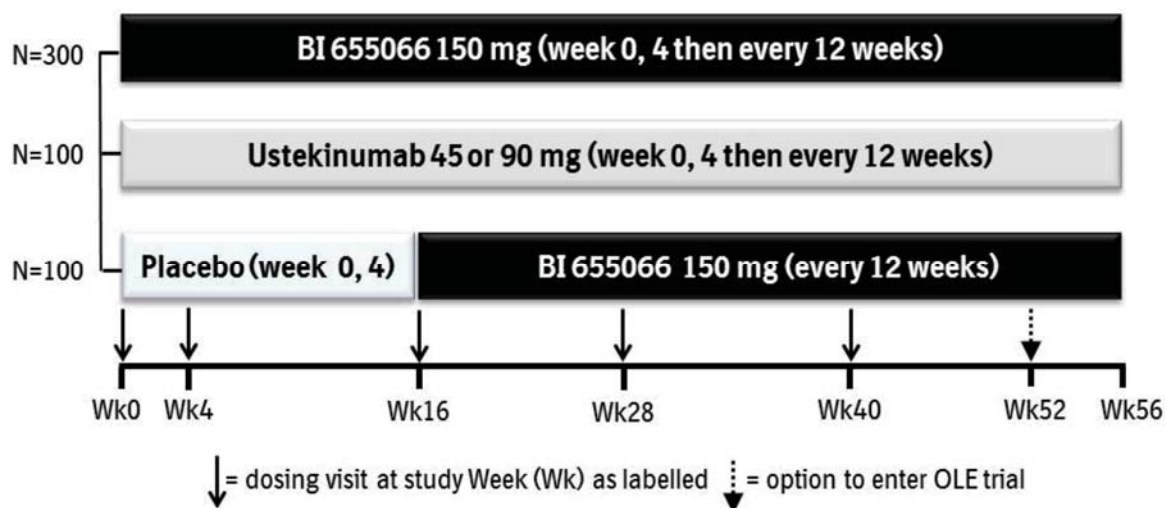 N=300 BI 655066 150 mg (week 0, 4 then every 12 weeks)
N=100 Ustekinumab 45 or 90 mg (week 0, 4 then every 12 weeks)
N=100 Placebo (week 0, 4) BI 655066 150 mg (every 12 weeks)
Wk0 Wk4 Wk16 Wk28 Wk40 Wk52 Wk56
= dosing visit at study Week (Wk) as labelled = option to enter OLE trial